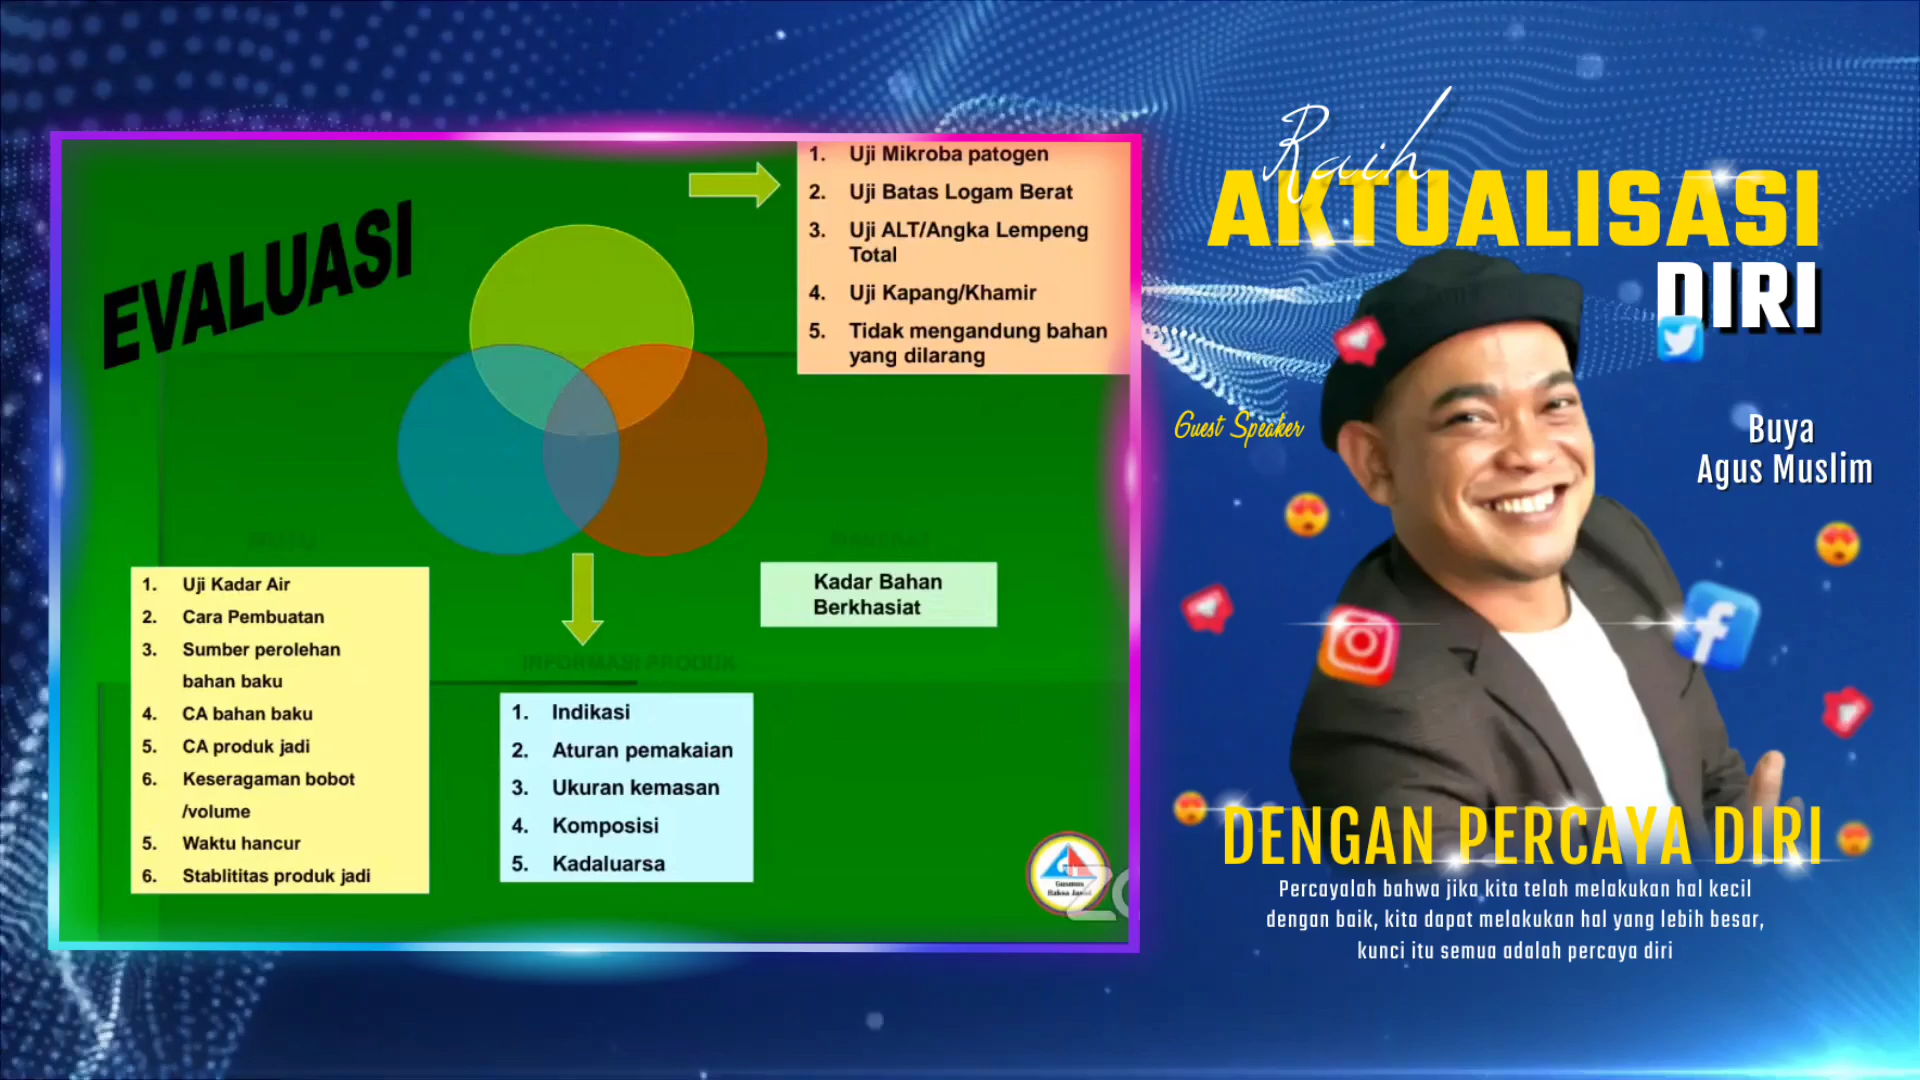 EVALUASI
1. Uji Mikroba patogen
2. Uji Batas Logam Berat
3. Uji ALT/Angka Lempeng
Total
4. Uji Kapang/Khamir
5. Tidak mengandung bahan
yang dilarang
1. Uji Kadar Air
2. Cara Pembuatan
3. Sumber perolehan
bahan baku
4. CA bahan baku
5. CA produk jadi
6. Keseragaman bobot
/volume
5. Waktu hancur
6. Stablititas produk jadi
INFORMASI PRODUK
1. Indikasi
2. Aturan pemakaian
3. Ukuran kemasan
4. Komposisi
5. Kadaluarsa
Kadar Bahan
Berkhasiat
Raih
AKTUALISASI
DIRI
Guest Speaker
Buya
Agus Muslim
DENGAN PERCAYA DIRI
Percayalah bahwa jika kita telah melakukan hal kecil
dengan baik, kita dapat melakukan hal yang lebih besar,
kunci itu semua adalah percaya diri